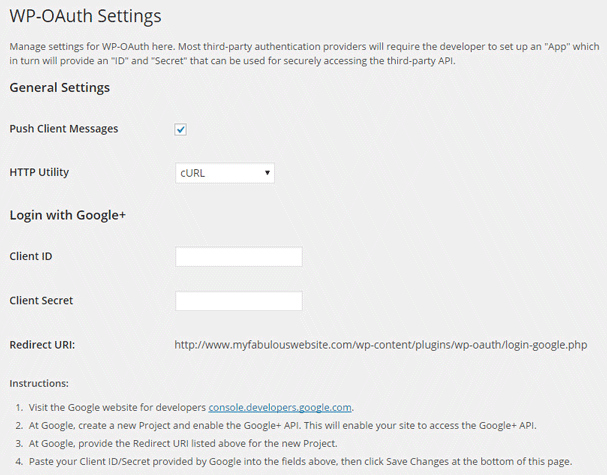 WP-OAuth Settings
Manage settings for WP-OAuth here. Most third-party authentication providers will require the developer to set up an "App" which
in turn will provide an "ID" and "Secret" that can be used for securely accessing the third-party API.
General Settings
Push Client Messages
HTTP Utility cURL
Login with Google+
Client ID
Client Secret
Redirect URI: http://www.myfabulouswebsite.com/wp-content/plugins/wp-oauth/login-google.php
Instructions:
1. Visit the Google website for developers console.developers.google.com.
2. At Google, create a new Project and enable the Google+ API. This will enable your site to access the Google+ API.
3. At Google, provide the Redirect URI listed above for the new Project.
4. Paste your Client ID/Secret provided by Google into the fields above, then click Save Changes at the bottom of this page.